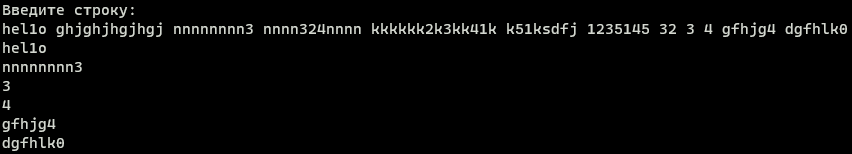 Введите строку:
hel1o ghjghjhgjhgj nnnnnnnn3 nnnn324nnnn kkkkkk2k3kk41k k51ksdfj 1235145 32 3 4 gfhjg4 dgfhlk0
hel1o
nnnnnnnn3
3
4
gfhjg4
dgfhlk0